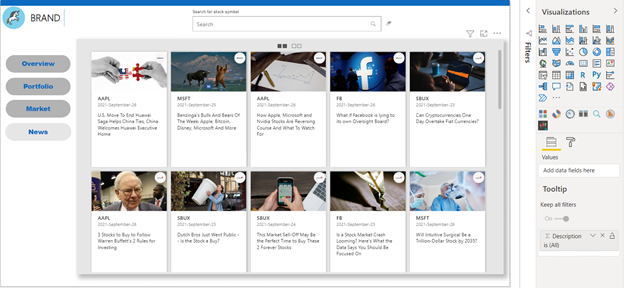 BRAND
Search for stock symbol
Search
Overview
Portfolio
Market
News
AAPL
2021-September-26
U.S. Move To End Huawei
Saga Helps China Ties, China
Welcomes Huawei Executive
Home
MSFT
2021-September-25
Benzinga's Bulls And Bears Of
The Week: Apple, Bitcoin,
Disney, Microsoft And More
AAPL
2021-September-25
How Apple, Microsoft and
Nvidia Stocks Are Reversing
Course And What To Watch
For
FB
2021-September-26
What if Facebook is lying to
its own Oversight Board?
SBUX
2021-September-24
Can Cryptocurrencies One
Day Overtake Fiat Currencies?
AAPL
2021-September-26
3 Stocks to Buy to Follow
Warren Buffett's 2 Rules for
Investing
SBUX
2021-September-25
Dutch Bros Just Went Public -
- Is the Stock a Buy?
SBUX
2021-September-24
This Market Sell-Off May Be
the Perfect Time to Buy These
2 Forever Stocks
FB
2021-September-25
Is a Stock Market Crash
Looming? Here's What the
Data Says You Should Be
Focused On
MSFT
2021-September-26
Will Intuitive Surgical Be a
Trillion-Dollar Stock by 2035?
Filters
Visualizations
R
Py
Values
Add data fields here
Tooltip
Keep all filters
On
Description
is (All)